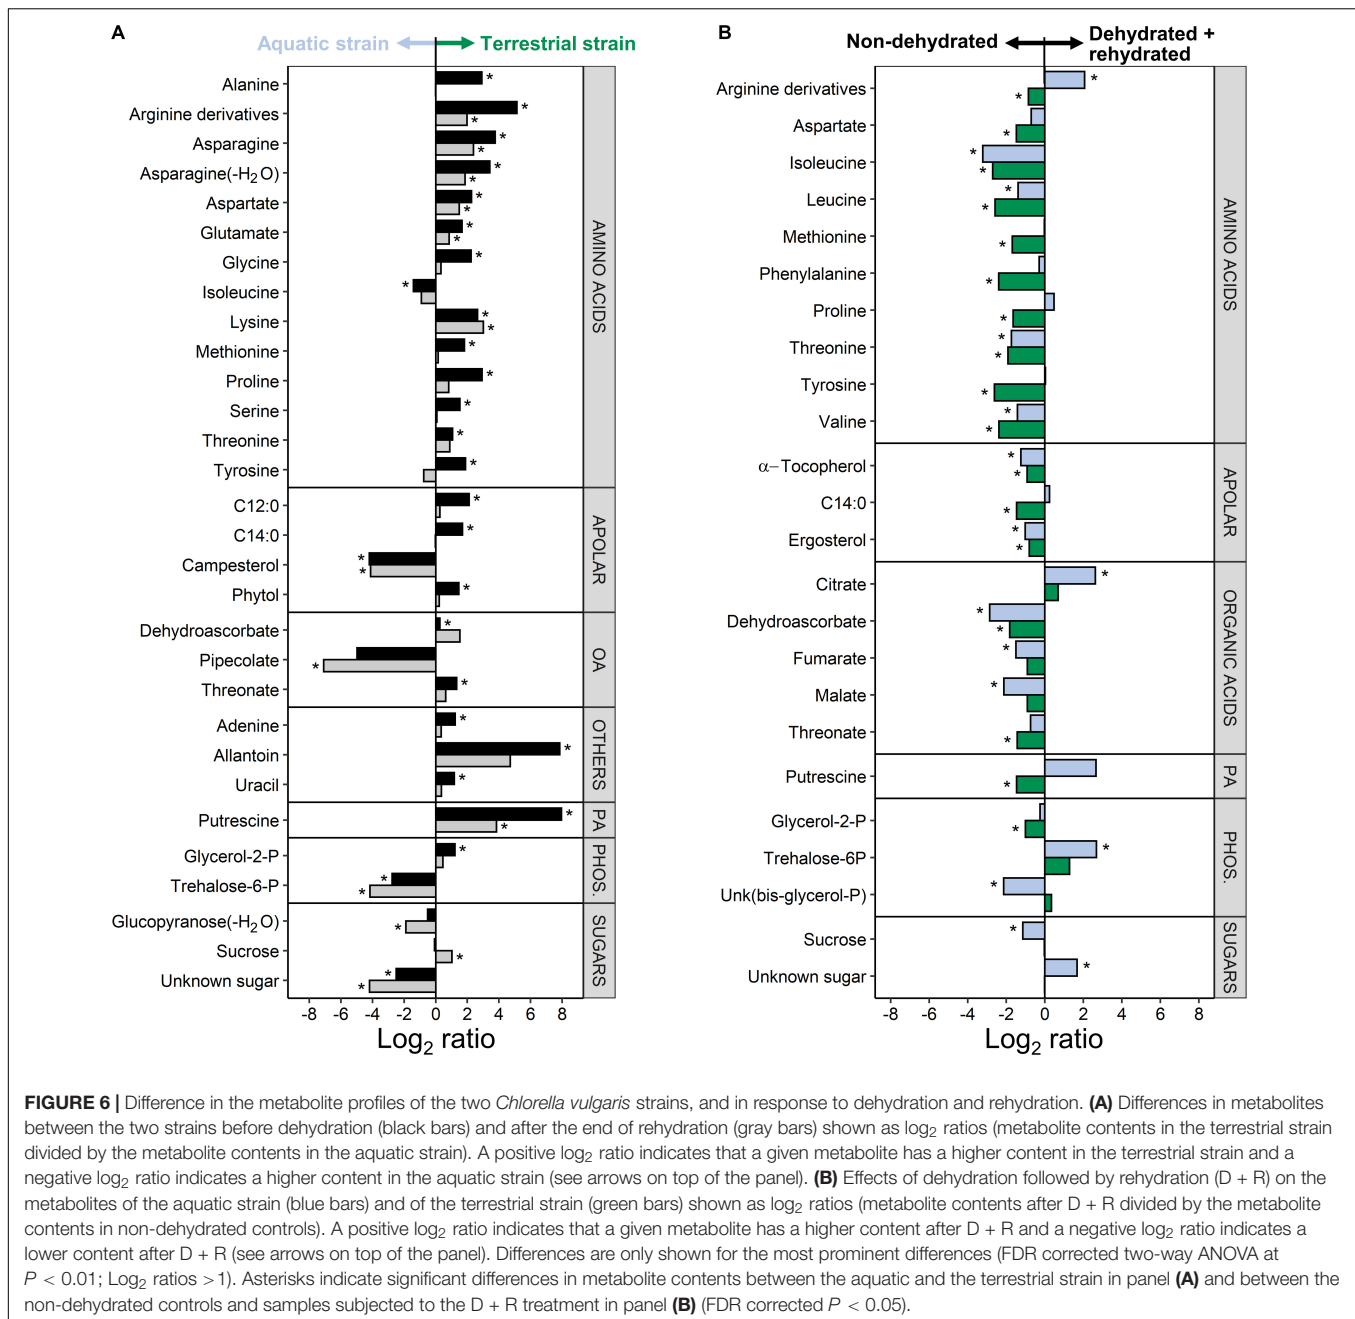 A
Aquatic strain
Terrestrial strain
Alanine
Arginine derivatives
Asparagine
Asparagine(-H₂O)
Aspartate
Glutamate
Glycine
Isoleucine
Lysine
Methionine
Proline
Serine
Threonine
Tyrosine
AMINO ACIDS
C12:0
C14:0
Campesterol
Phytol
APOLAR
Dehydroascorbate
Pipecolate
Threonate
OA
Adenine
Allantoin
Uracil
OTHERS
Putrescine
PA
Glycerol-2-P
Trehalose-6-P
PHOS.
Glucopyranose(-H₂O)
Sucrose
Unknown sugar
SUGARS
-8 -6 -4 -2 0 2 4 6 8
Log₂ ratio
B
Non-dehydrated
Dehydrated +
rehydrated
Arginine derivatives
Aspartate
Isoleucine
Leucine
Methionine
Phenylalanine
Proline
Threonine
Tyrosine
Valine
AMINO ACIDS
α−Tocopherol
C14:0
Ergosterol
APOLAR
Citrate
Dehydroascorbate
Fumarate
Malate
Threonate
ORGANIC ACIDS
Putrescine
PA
Glycerol-2-P
Trehalose-6P
Unk(bis-glycerol-P)
PHOS.
Sucrose
Unknown sugar
SUGARS
-8 -6 -4 -2 0 2 4 6 8
Log₂ ratio
FIGURE 6 | Difference in the metabolite profiles of the two Chlorella vulgaris strains, and in response to dehydration and rehydration. (A) Differences in metabolites
between the two strains before dehydration (black bars) and after the end of rehydration (gray bars) shown as log₂ ratios (metabolite contents in the terrestrial strain
divided by the metabolite contents in the aquatic strain). A positive log₂ ratio indicates that a given metabolite has a higher content in the terrestrial strain and a
negative log₂ ratio indicates a higher content in the aquatic strain (see arrows on top of the panel). (B) Effects of dehydration followed by rehydration (D + R) on the
metabolites of the aquatic strain (blue bars) and of the terrestrial strain (green bars) shown as log₂ ratios (metabolite contents after D + R divided by the metabolite
contents in non-dehydrated controls). A positive log₂ ratio indicates that a given metabolite has a higher content after D + R and a negative log₂ ratio indicates a
lower content after D + R (see arrows on top of the panel). Differences are only shown for the most prominent differences (FDR corrected two-way ANOVA at
P < 0.01; Log₂ ratios >1). Asterisks indicate significant differences in metabolite contents between the aquatic and the terrestrial strain in panel (A) and between the
non-dehydrated controls and samples subjected to the D + R treatment in panel (B) (FDR corrected P < 0.05).